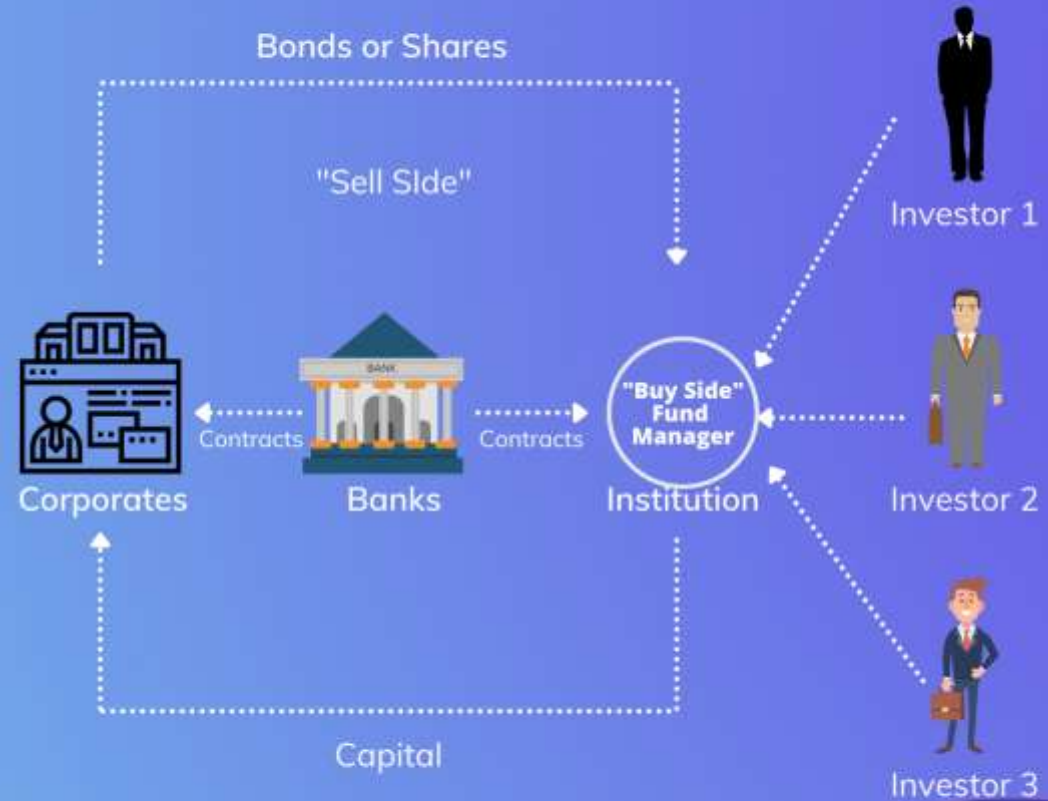 Bonds or Shares
"Sell SIde"
Investor 1
BANK
"Buy Side"
Fund
Manager
Contracts
Contracts
Corporates
Banks
Institution
Investor 2
Capital
Investor 3